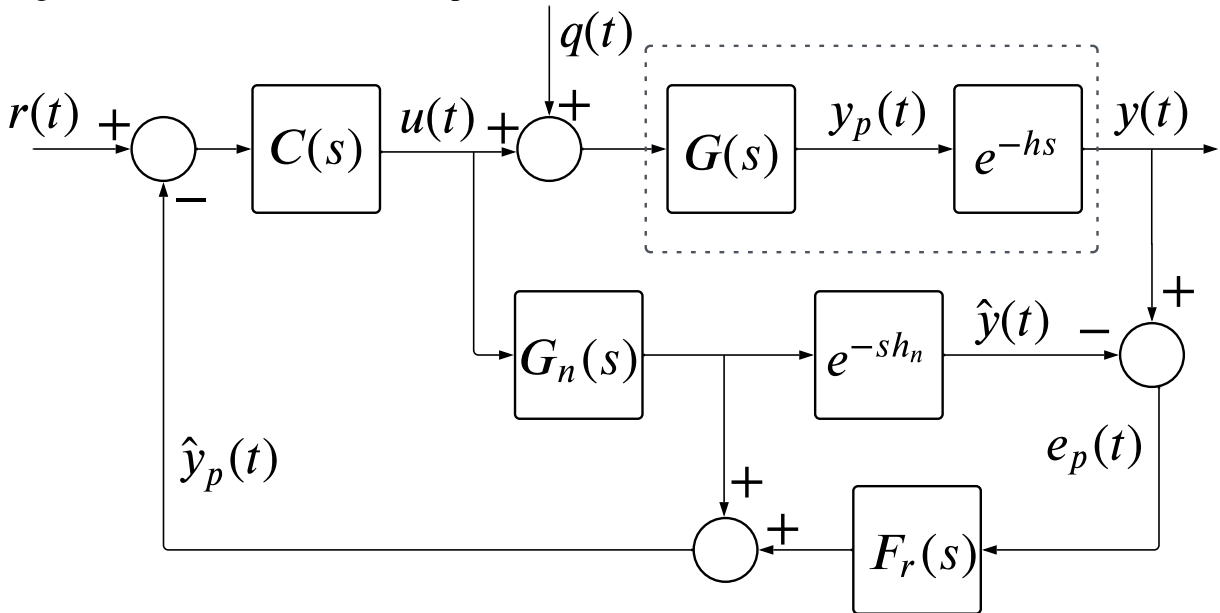 q(t)
r(t) + C(s) u(t) + + G(s) y_p(t) e^{-hs} y(t)
−
G_n(s) e^{-sh_n} ŷ(t) − +
ŷ_p(t) e_p(t)
+ + F_r(s)